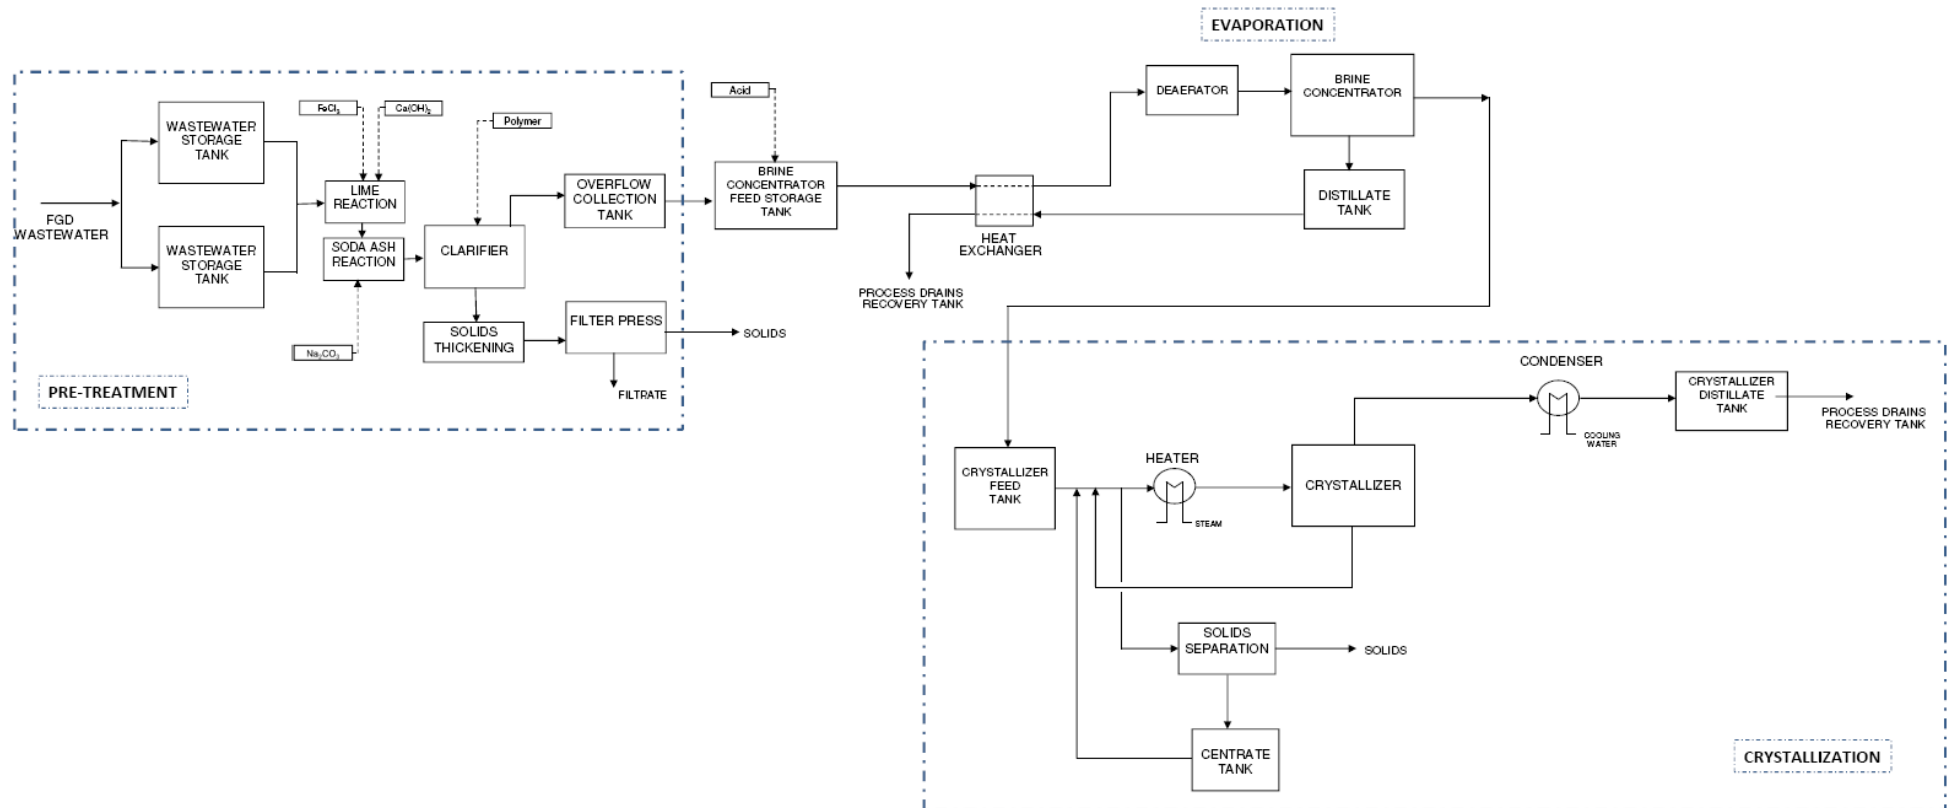 EVAPORATION
FGD
WASTEWATER
WASTEWATER
STORAGE
TANK
WASTEWATER
STORAGE
TANK
FeCl₃
Ca(OH)₂
LIME
REACTION
SODA ASH
REACTION
Na₂CO₃
Polymer
CLARIFIER
OVERFLOW
COLLECTION
TANK
SOLIDS
THICKENING
FILTER PRESS
SOLIDS
FILTRATE
PRE-TREATMENT
Acid
BRINE
CONCENTRATOR
FEED STORAGE
TANK
HEAT
EXCHANGER
PROCESS DRAINS
RECOVERY TANK
DEAERATOR
BRINE
CONCENTRATOR
DISTILLATE
TANK
CRYSTALLIZER
FEED
TANK
HEATER
STEAM
CRYSTALLIZER
CONDENSER
COOLING
WATER
CRYSTALLIZER
DISTILLATE
TANK
PROCESS DRAINS
RECOVERY TANK
SOLIDS
SEPARATION
SOLIDS
CENTRATE
TANK
CRYSTALLIZATION